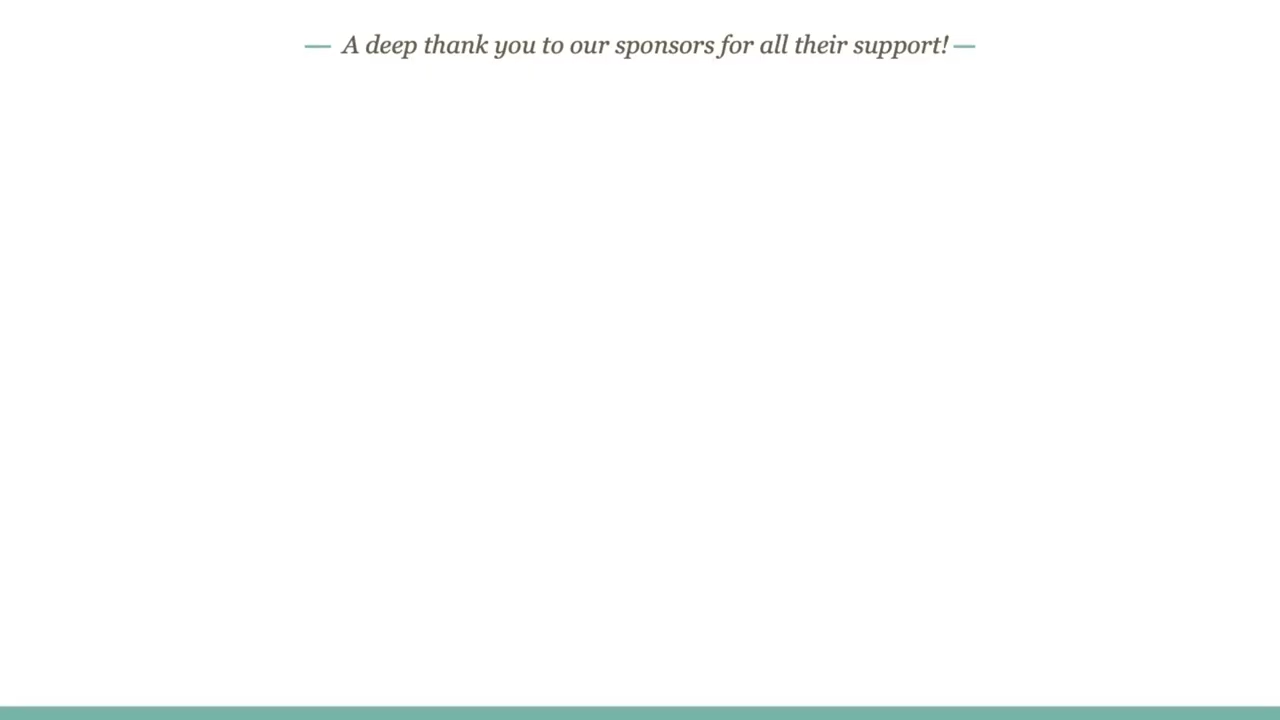 — A deep thank you to our sponsors for all their support! —